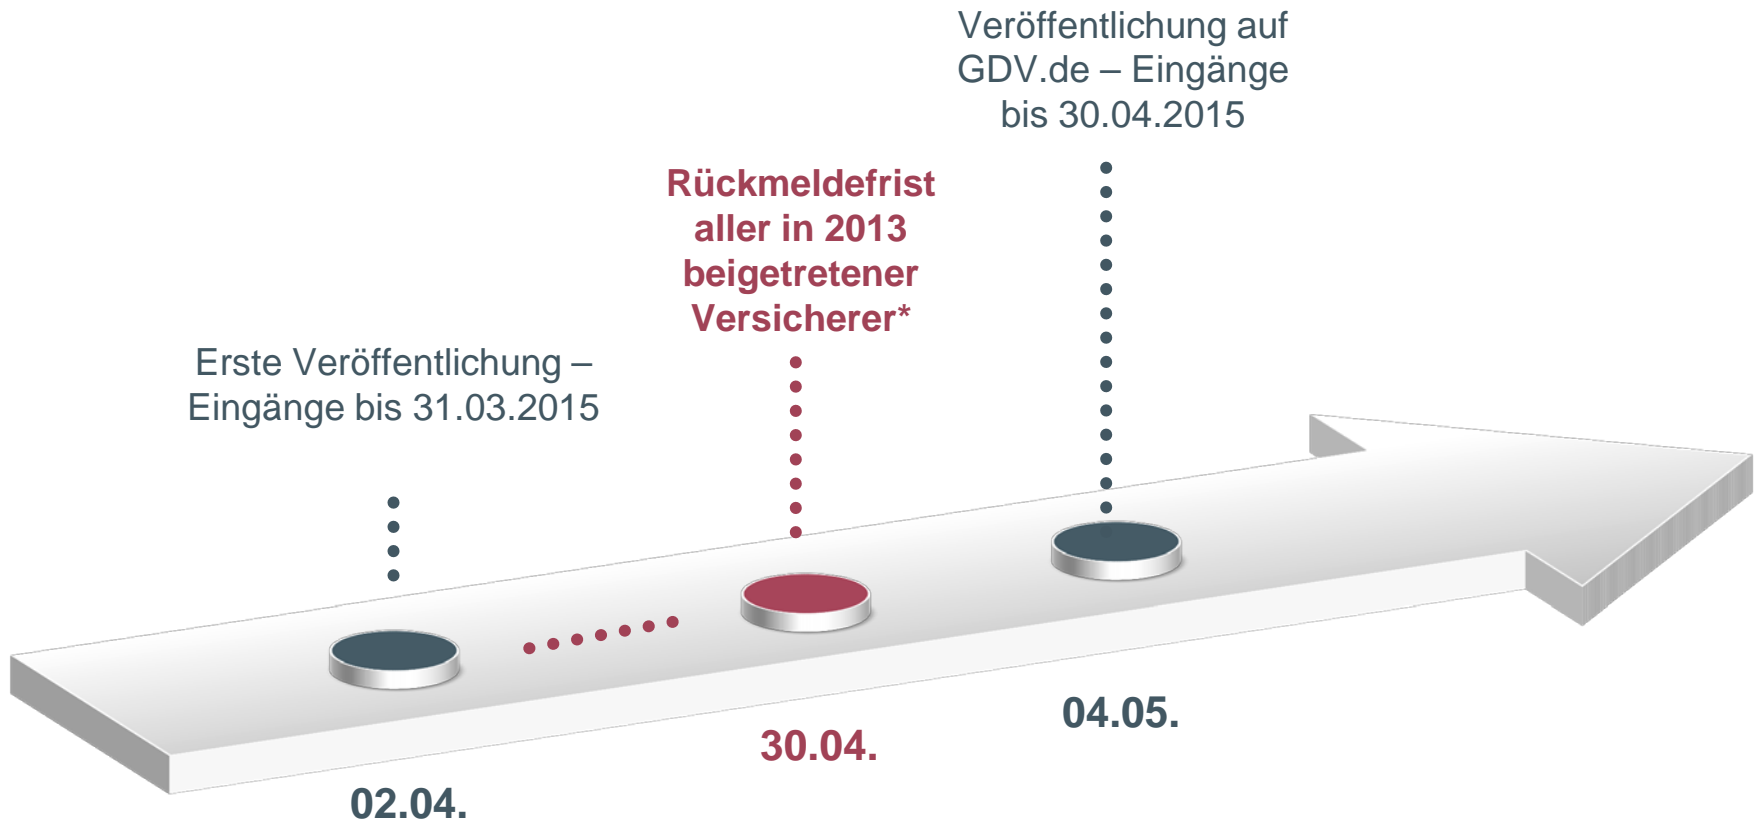 Veröffentlichung auf
GDV.de – Eingänge
bis 30.04.2015
Rückmeldefrist
aller in 2013
beigetretener
Versicherer*
Erste Veröffentlichung –
Eingänge bis 31.03.2015
04.05.
30.04.
02.04.